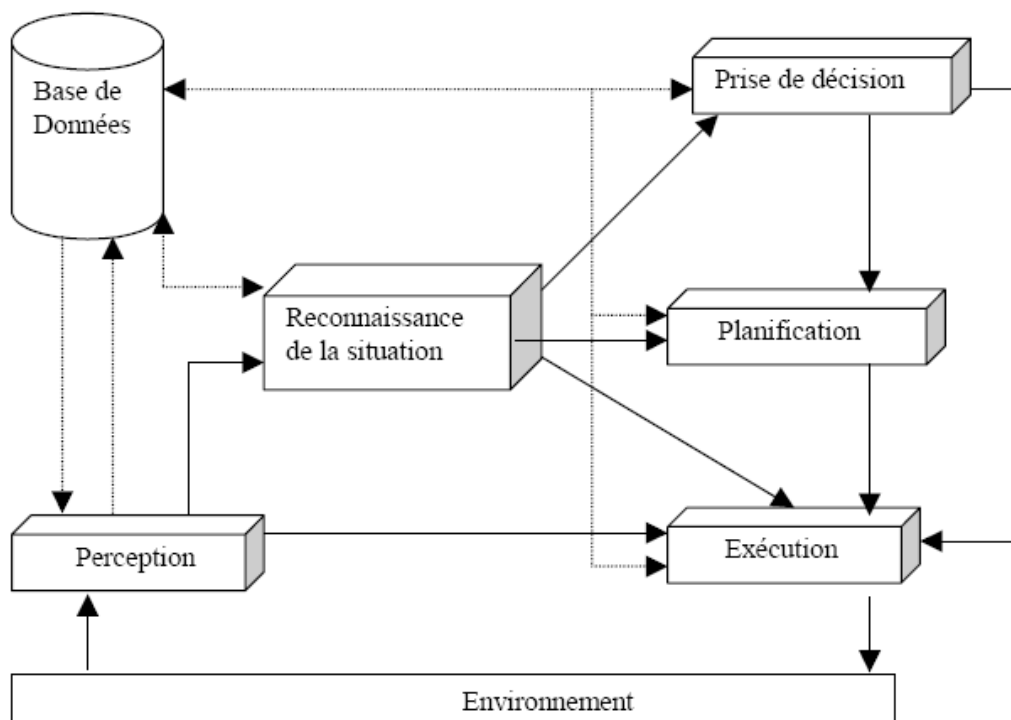 Base de
Données
Prise de décision
Reconnaissance
de la situation
Planification
Perception
Exécution
Environnement